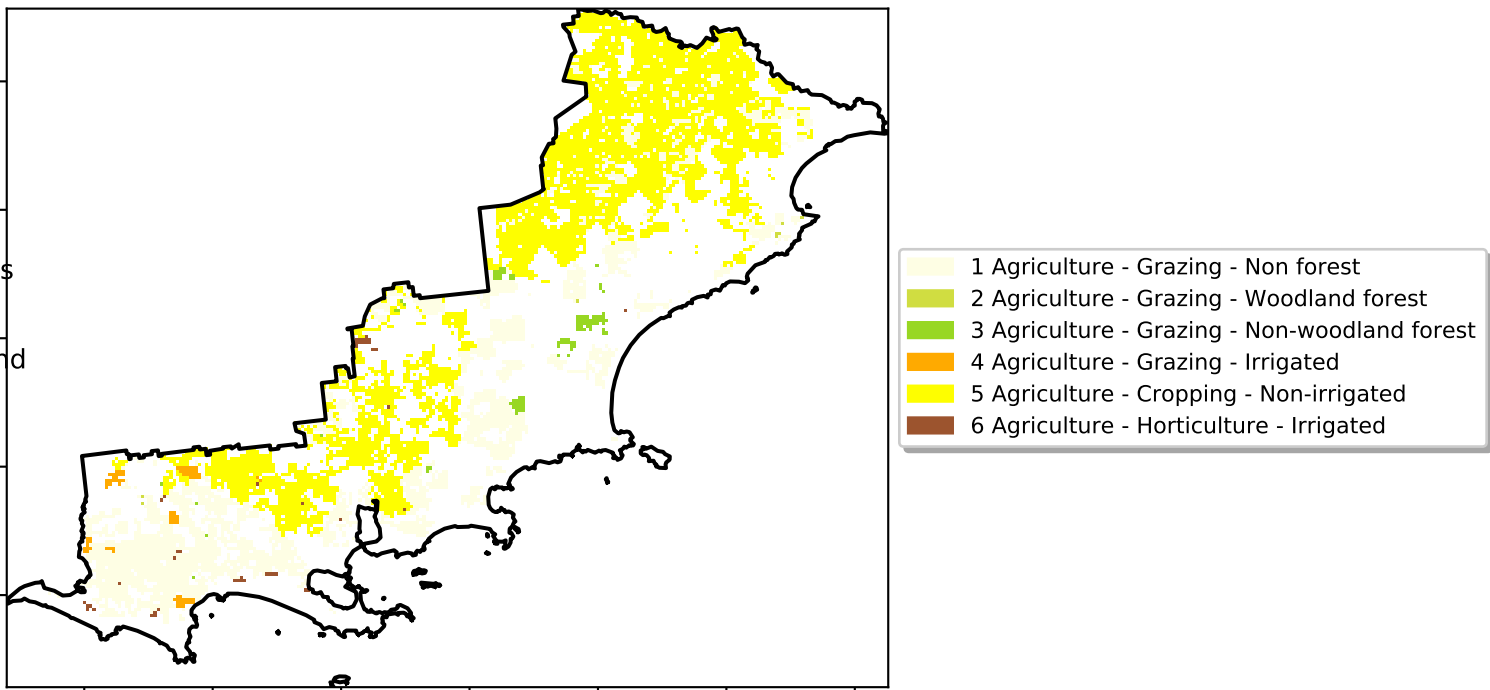 s
nd
1 Agriculture - Grazing - Non forest
2 Agriculture - Grazing - Woodland forest
3 Agriculture - Grazing - Non-woodland forest
4 Agriculture - Grazing - Irrigated
5 Agriculture - Cropping - Non-irrigated
6 Agriculture - Horticulture - Irrigated